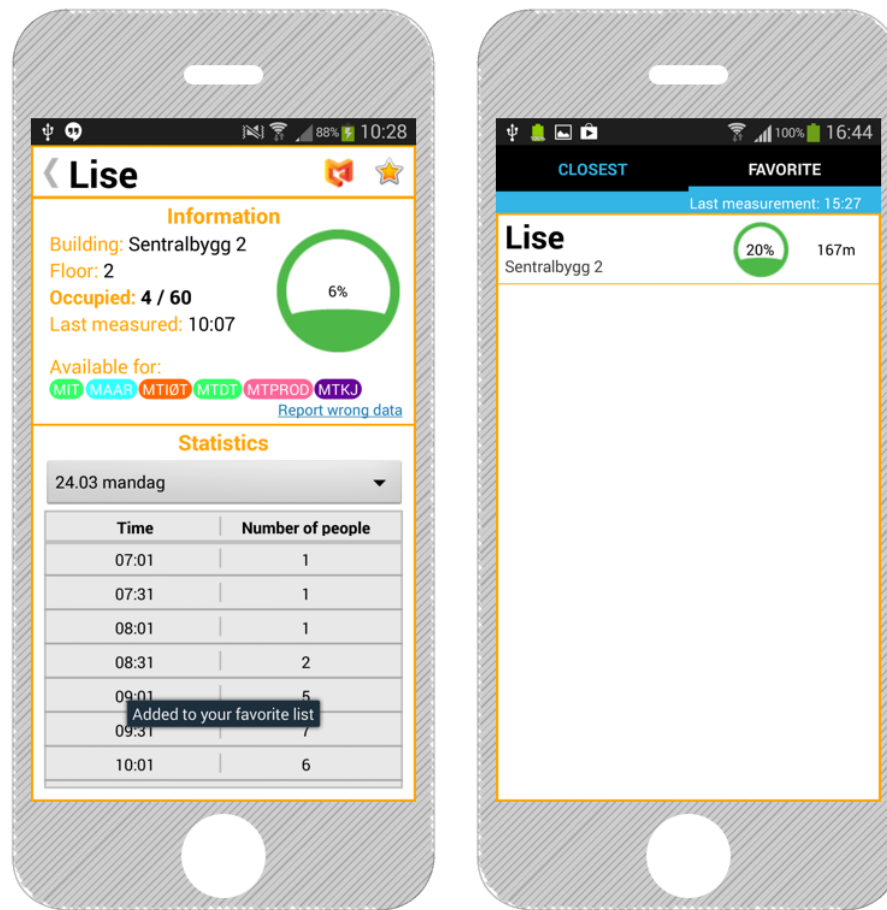 88% 10:28
Lise
Information
Building: Sentralbygg 2
Floor: 2
Occupied: 4 / 60
Last measured: 10:07
6%
Available for:
MIT MAAR MTIØT MTDT MTPROD MTKJ
Report wrong data
Statistics
24.03 mandag
Time Number of people
07:01 1
07:31 1
08:01 1
08:31 2
09:01 5
Added to your favorite list
09:31 7
10:01 6
100% 16:44
CLOSEST FAVORITE
Last measurement: 15:27
Lise
Sentralbygg 2
20% 167m